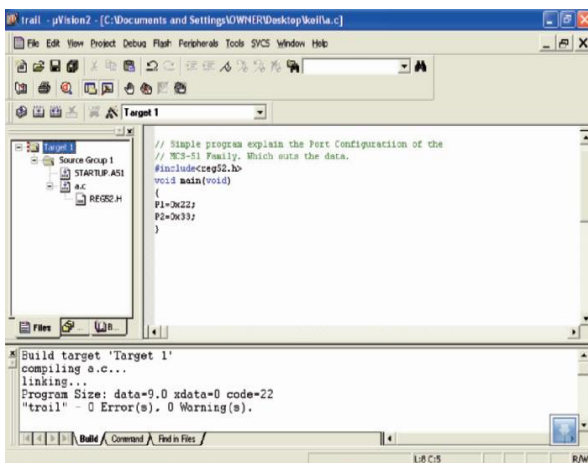 trail - µVision2 - [C:\Documents and Settings\OWNER\Desktop\keil\a.c]
File Edit View Project Debug Flash Peripherals Tools SVCS Window Help
Target 1
Target 1
Source Group 1
STARTUP.A51
a.c
REG52.H
// Simple program explain the Port Configuratiion of the
// MCS-51 Family. Which outs the data.
#include<reg52.h>
void main(void)
{
P1=0x22;
P2=0x33;
}
Files
B...
Build target 'Target 1'
compiling a.c...
linking...
Program Size: data=9.0 xdata=0 code=22
"trail" - 0 Error(s), 0 Warning(s).
Build Command Find in Files
L:8 C:5
R/W